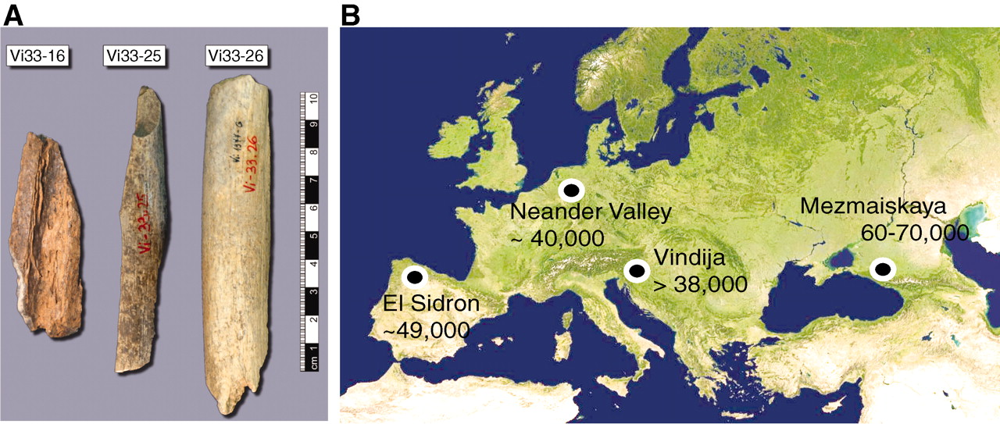 A
Vi33-16
Vi33-25
Vi33-26
Vi-33-25
Vi-33.26
10
9
8
7
6
5
4
3
2
1
cm
B
Neander Valley
~ 40,000
Mezmaiskaya
60-70,000
Vindija
> 38,000
El Sidron
~49,000